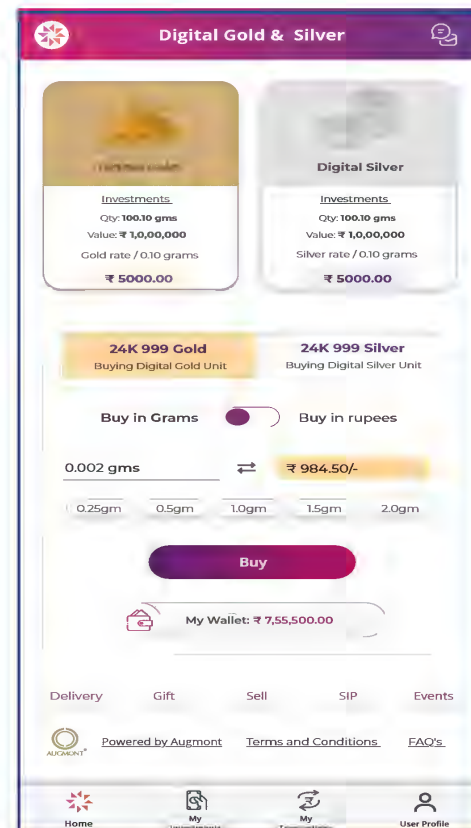 Digital Gold & Silver
Digital Silver
Investments
Qty: 100.10 gms
Value: ₹ 1,0,00,000
Gold rate / 0.10 grams
₹ 5000.00
Investments
Qty: 100.10 gms
Value: ₹ 1,0,00,000
Silver rate / 0.10 grams
₹ 5000.00
24K 999 Gold
Buying Digital Gold Unit
24K 999 Silver
Buying Digital Silver Unit
Buy in Grams Buy in rupees
0.002 gms ₹ 984.50/-
0.25gm 0.5gm 1.0gm 1.5gm 2.0gm
Buy
My Wallet: ₹ 7,55,500.00
Delivery Gift Sell SIP Events
AUGMONT
Powered by Augmont Terms and Conditions FAQ's
Home
My
My
User Profile